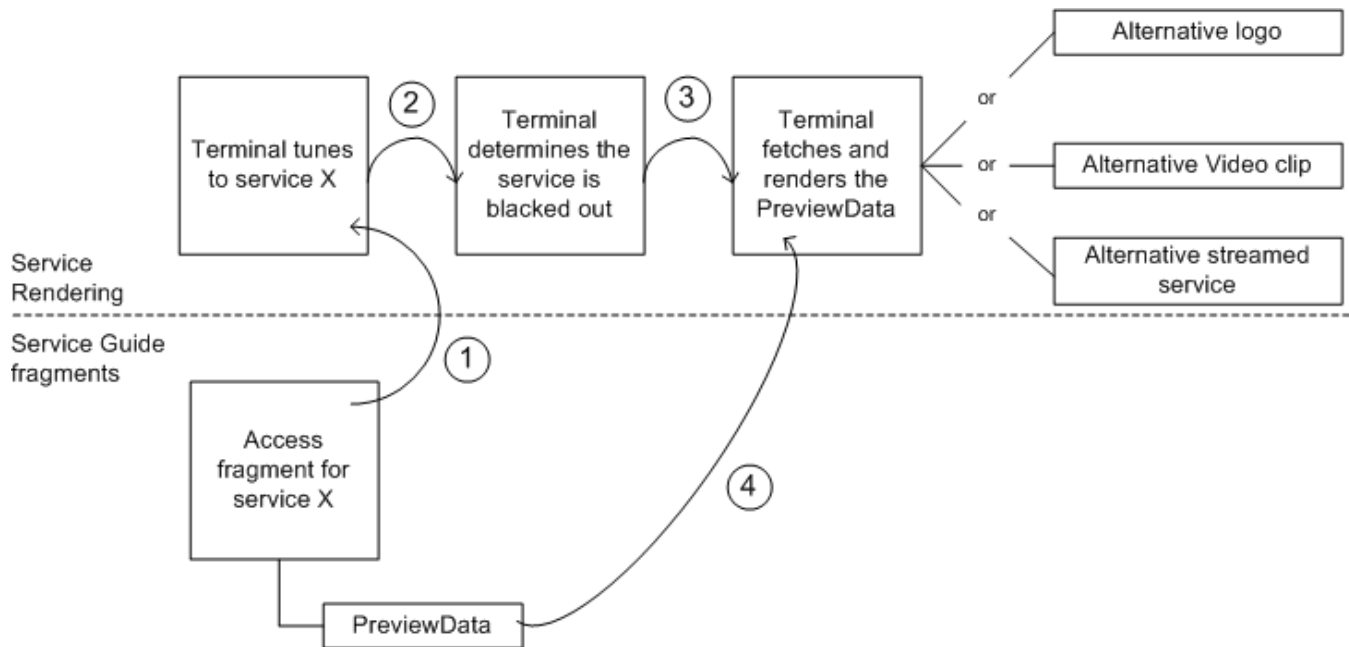 Alternative logo
or
2
3
Terminal tunes
to service X
Terminal
determines the
service is
blacked out
Terminal
fetches and
renders the
PreviewData
or
Alternative Video clip
or
Alternative streamed
service
Service
Rendering
Service Guide
fragments
1
Access
fragment for
service X
4
PreviewData